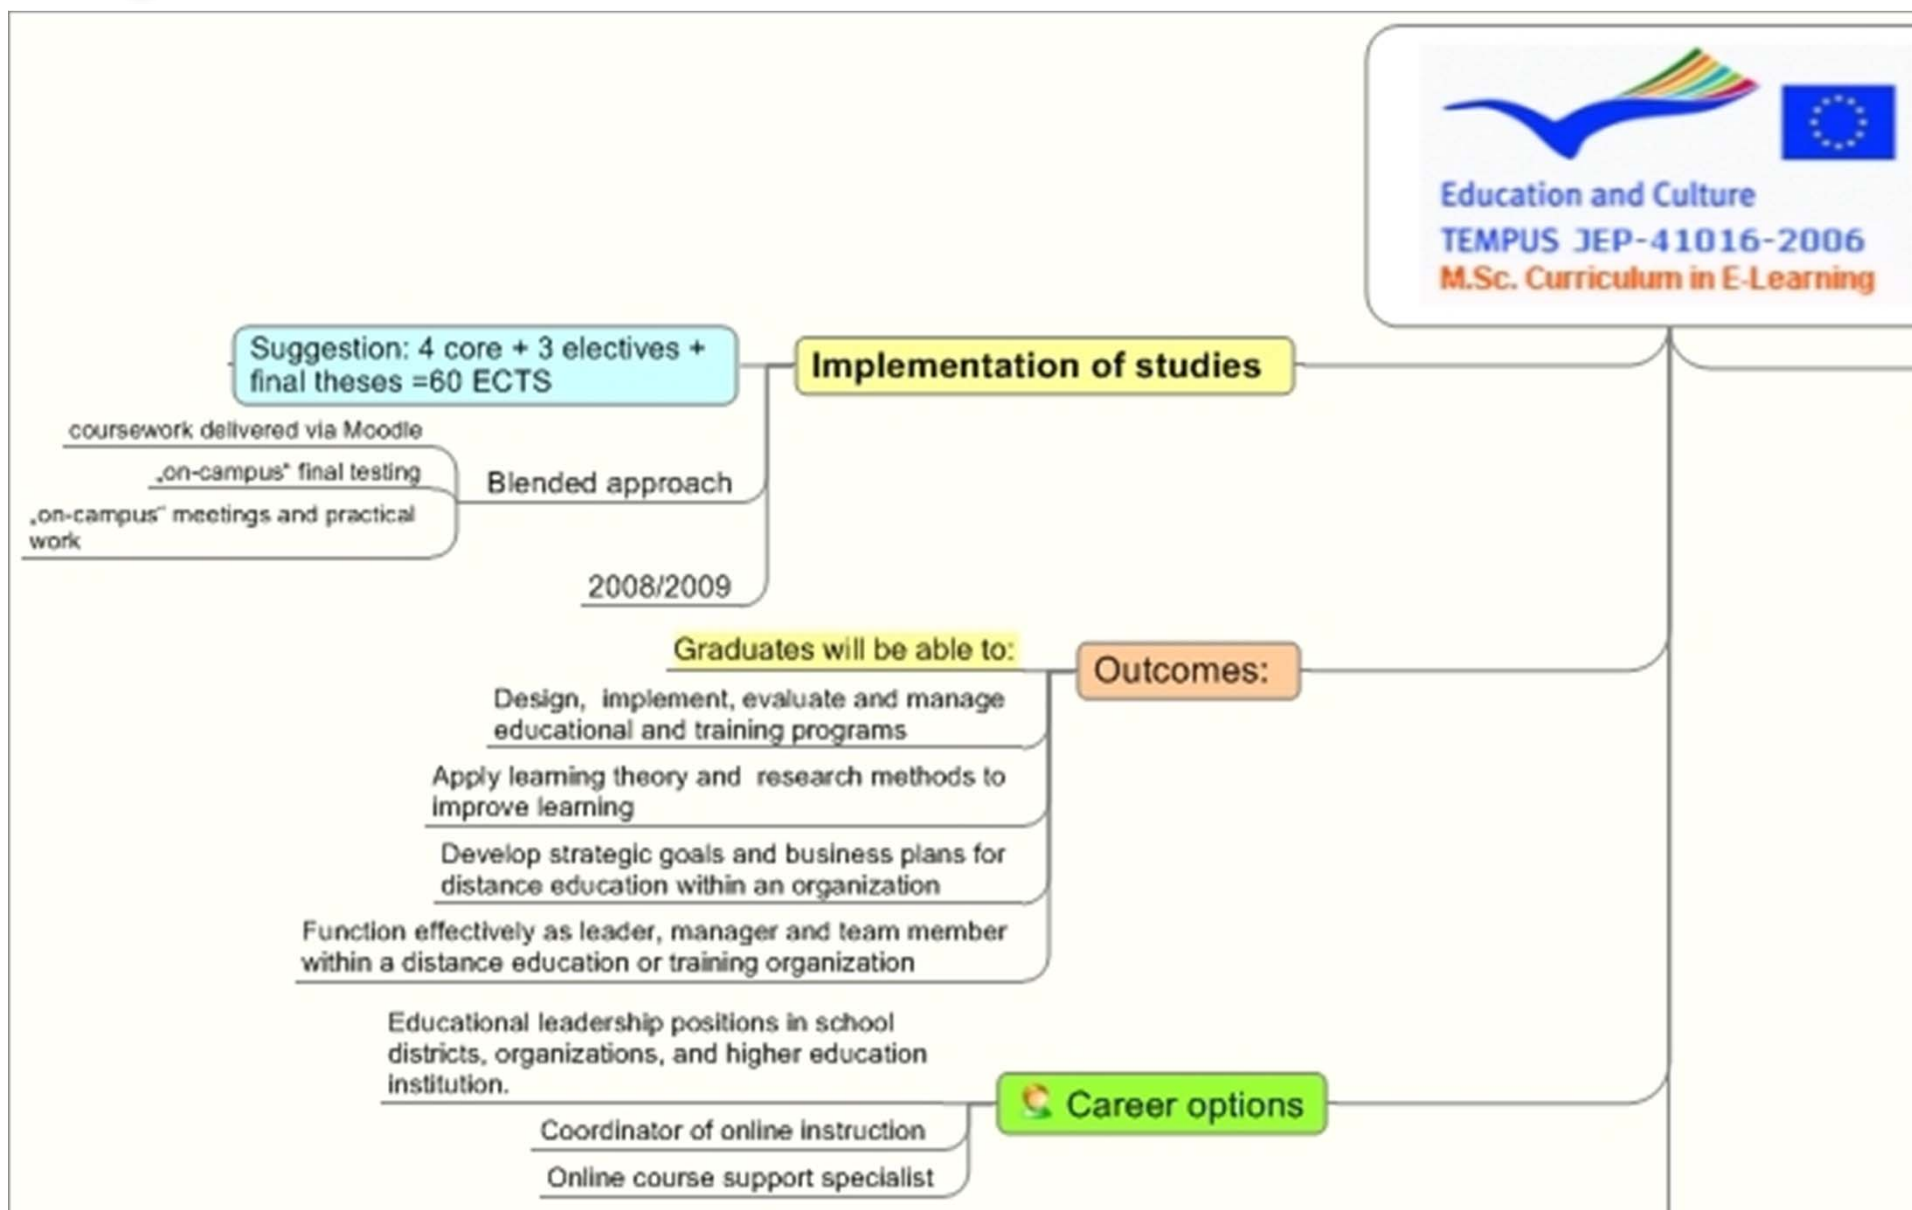 Education and Culture
TEMPUS JEP-41016-2006
M.Sc. Curriculum in E-Learning
Implementation of studies
Suggestion: 4 core + 3 electives +
final theses =60 ECTS
Blended approach
coursework delivered via Moodle
„on-campus“ final testing
„on-campus“ meetings and practical
work
2008/2009
Outcomes:
Graduates will be able to:
Design,  implement, evaluate and manage
educational and training programs
Apply learning theory and  research methods to
improve learning
Develop strategic goals and business plans for
distance education within an organization
Function effectively as leader, manager and team member
within a distance education or training organization
Career options
Educational leadership positions in school
districts, organizations, and higher education
institution.
Coordinator of online instruction
Online course support specialist